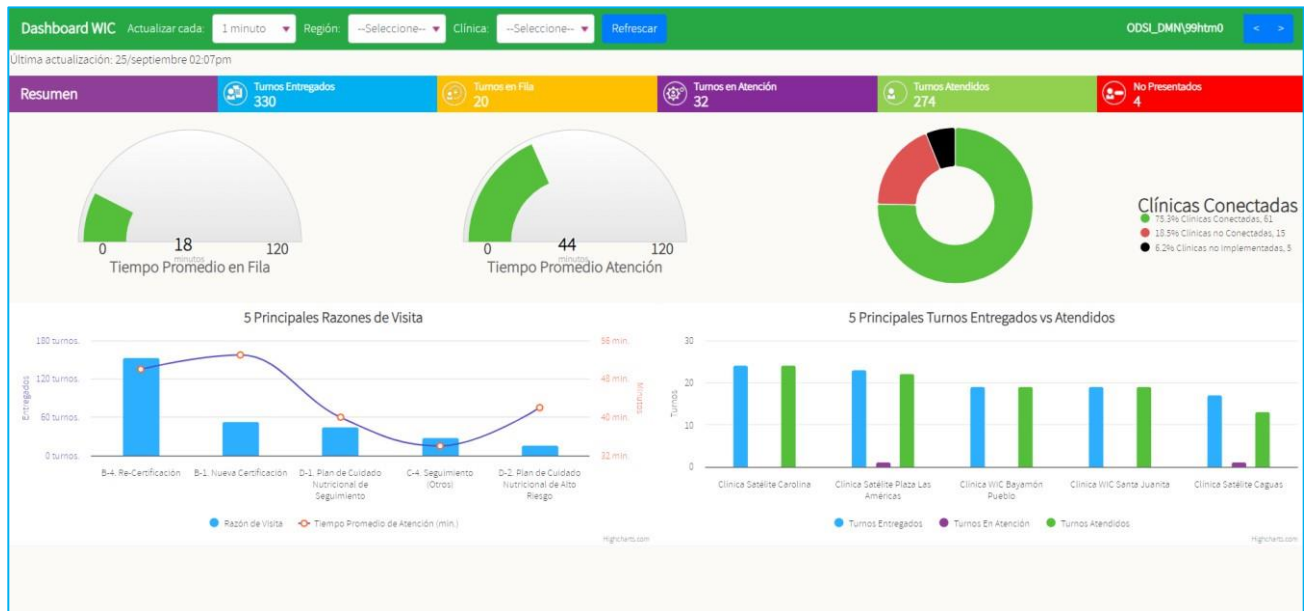 Dashboard WIC Actualizar cada: 1 minuto Región: --Seleccione-- Clínica: --Seleccione-- Refrescar ODSI_DMN\99htm0 < >
Última actualización: 25/septiembre 02:07pm
Resumen
Turnos Entregados
330
Turnos en Fila
20
Turnos en Atención
32
Turnos Atendidos
274
No Presentados
4
0 18 120
minutos
Tiempo Promedio en Fila
0 44 120
minutos
Tiempo Promedio Atención
Clínicas Conectadas
75.3% Clínicas Conectadas, 61
18.5% Clínicas no Conectadas, 15
6.2% Clínicas no Implementadas, 5
5 Principales Razones de Visita
Entregados
180 turnos.
120 turnos.
60 turnos.
0 turnos.
56 min.
48 min.
40 min.
32 min.
Minutos
B-4. Re-Certificación
B-1. Nueva Certificación
D-1. Plan de Cuidado
Nutricional de
Seguimiento
C-4. Seguimiento
(Otros)
D-2. Plan de Cuidado
Nutricional de Alto
Riesgo
Razón de Visita Tiempo Promedio de Atención (min.)
Highcharts.com
5 Principales Turnos Entregados vs Atendidos
Turnos
30
20
10
0
Clínica Satélite Carolina
Clínica Satélite Plaza Las
Américas
Clínica WIC Bayamón
Pueblo
Clínica WIC Santa Juanita
Clínica Satélite Caguas
Turnos Entregados Turnos En Atención Turnos Atendidos
Highcharts.com